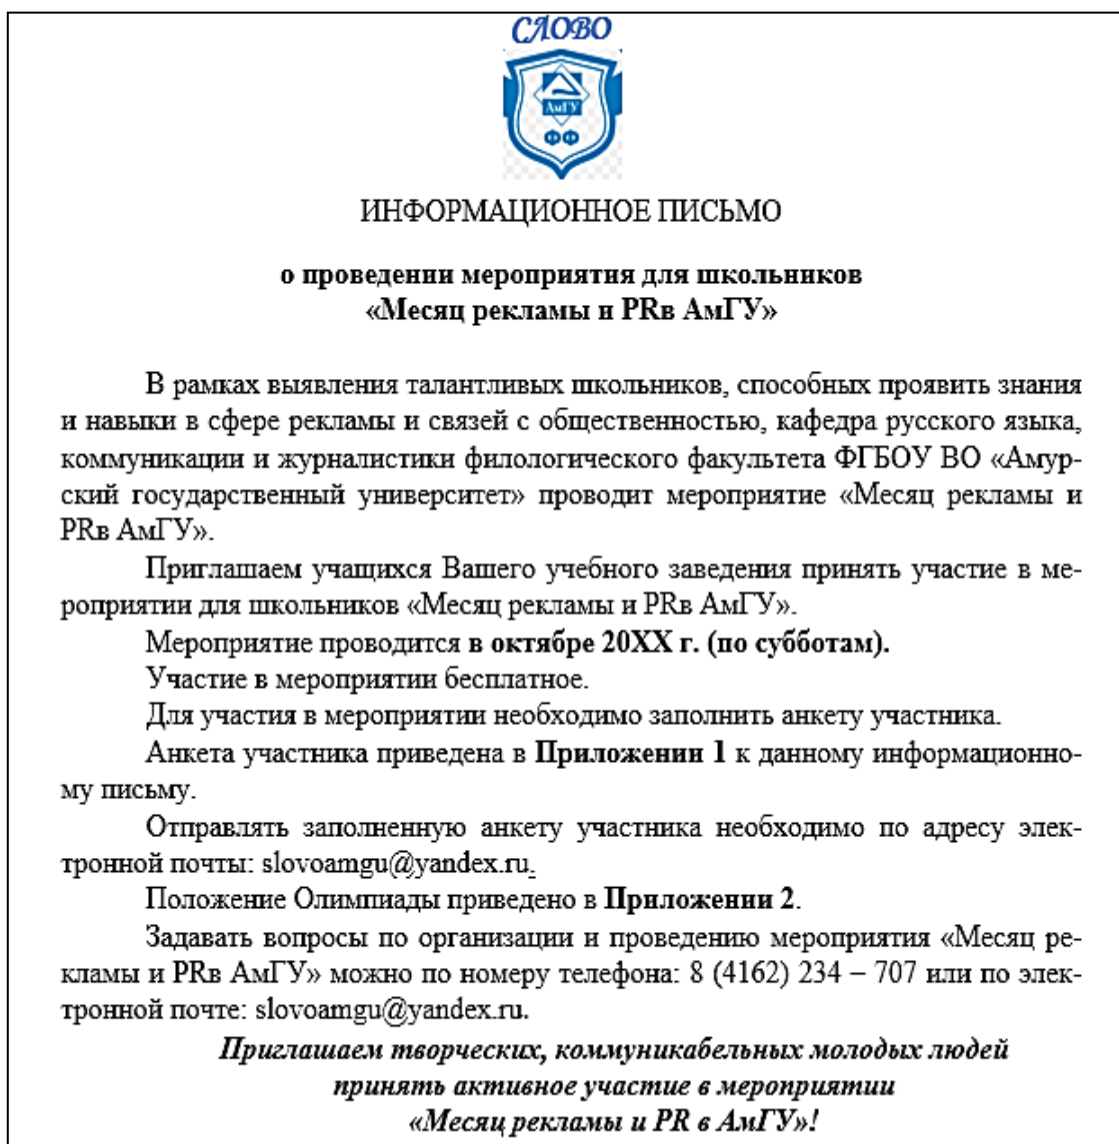 СЛОВО
АмГУ
ФФ
ИНФОРМАЦИОННОЕ ПИСЬМО
о проведении мероприятия для школьников
«Месяц рекламы и PRв АмГУ»
В рамках выявления талантливых школьников, способных проявить знания
и навыки в сфере рекламы и связей с общественностью, кафедра русского языка,
коммуникации и журналистики филологического факультета ФГБОУ ВО «Амур-
ский государственный университет» проводит мероприятие «Месяц рекламы и
PRв АмГУ».
Приглашаем учащихся Вашего учебного заведения принять участие в ме-
роприятии для школьников «Месяц рекламы и PRв АмГУ».
Мероприятие проводится в октябре 20XX г. (по субботам).
Участие в мероприятии бесплатное.
Для участия в мероприятии необходимо заполнить анкету участника.
Анкета участника приведена в Приложении 1 к данному информационно-
му письму.
Отправлять заполненную анкету участника необходимо по адресу элек-
тронной почты: slovoamgu@yandex.ru.
Положение Олимпиады приведено в Приложении 2.
Задавать вопросы по организации и проведению мероприятия «Месяц ре-
кламы и PRв АмГУ» можно по номеру телефона: 8 (4162) 234 – 707 или по элек-
тронной почте: slovoamgu@yandex.ru.
Приглашаем творческих, коммуникабельных молодых людей
принять активное участие в мероприятии
«Месяц рекламы и PR в АмГУ»!